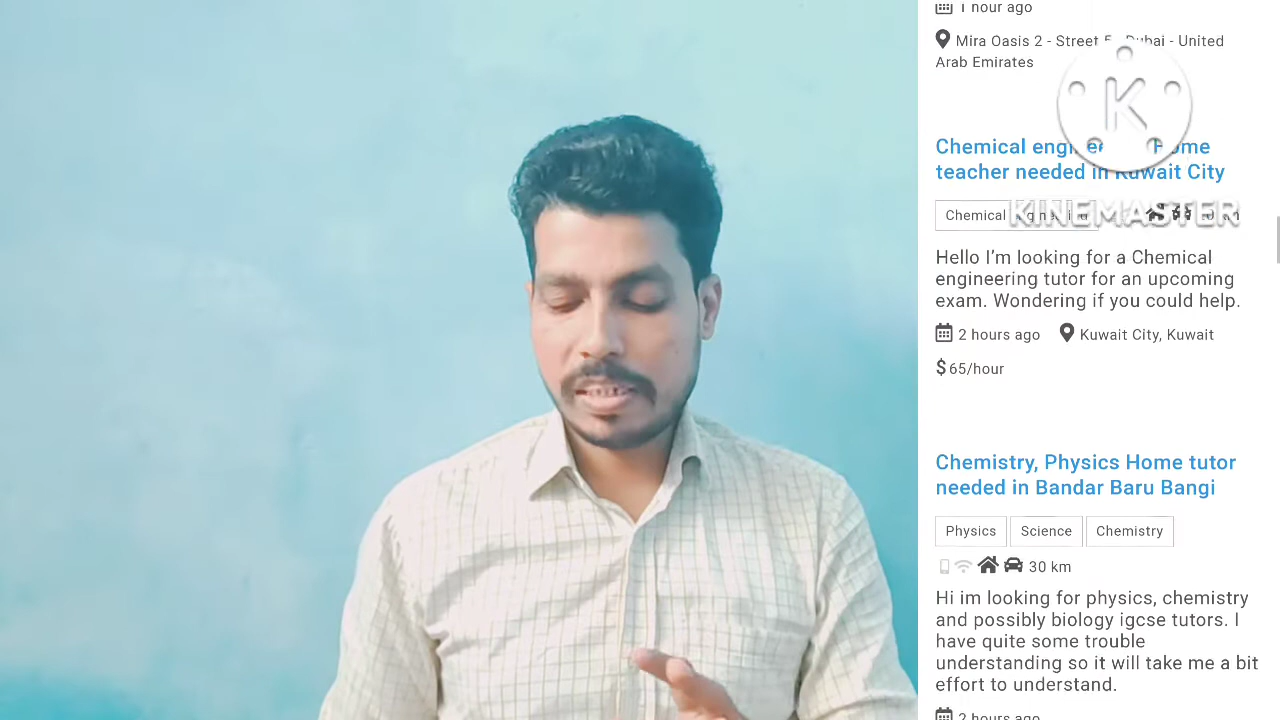 1 hour ago
Mira Oasis 2 - Street 5 - Dubai - United
Arab Emirates
K
Chemical Home
teacher needed in Kuwait City
KINEMASTER
Chemical
Hello I'm looking for a Chemical
engineering tutor for an upcoming
exam. Wondering if you could help.
2 hours ago Kuwait City, Kuwait
$65/hour
Chemistry, Physics Home tutor
needed in Bandar Baru Bangi
Physics Science Chemistry
30 km
Hi im looking for physics, chemistry
and possibly biology igcse tutors. I
have quite some trouble
understanding so it will take me a bit
effort to understand.
2 hours ago